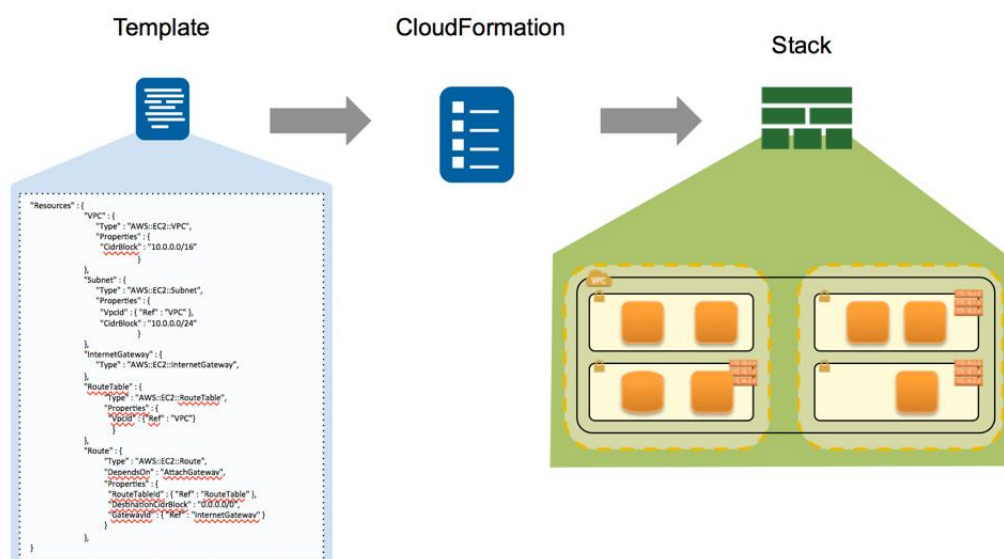 Template
CloudFormation
Stack
"Resources" : {
"VPC" : {
"Type" : "AWS::EC2::VPC",
"Properties" : {
"CidrBlock" : "10.0.0.0/16"
}
},
"Subnet" : {
"Type" : "AWS::EC2::Subnet",
"Properties" : {
"VpcId" : { "Ref" : "VPC" },
"CidrBlock" : "10.0.0.0/24"
}
},
"InternetGateway" : {
"Type" : "AWS::EC2::InternetGateway",
},
"RouteTable" : {
"Type" : "AWS::EC2::RouteTable",
"Properties" : {
"VpcId" : {"Ref" : "VPC"}
}
},
"Route" : {
"Type" : "AWS::EC2::Route",
"DependsOn" : "AttachGateway",
"Properties" : {
"RouteTableId" : { "Ref" : "RouteTable" },
"DestinationCidrBlock" : "0.0.0.0/0",
"GatewayId" : { "Ref" : "InternetGateway" }
}
},
}
VPC